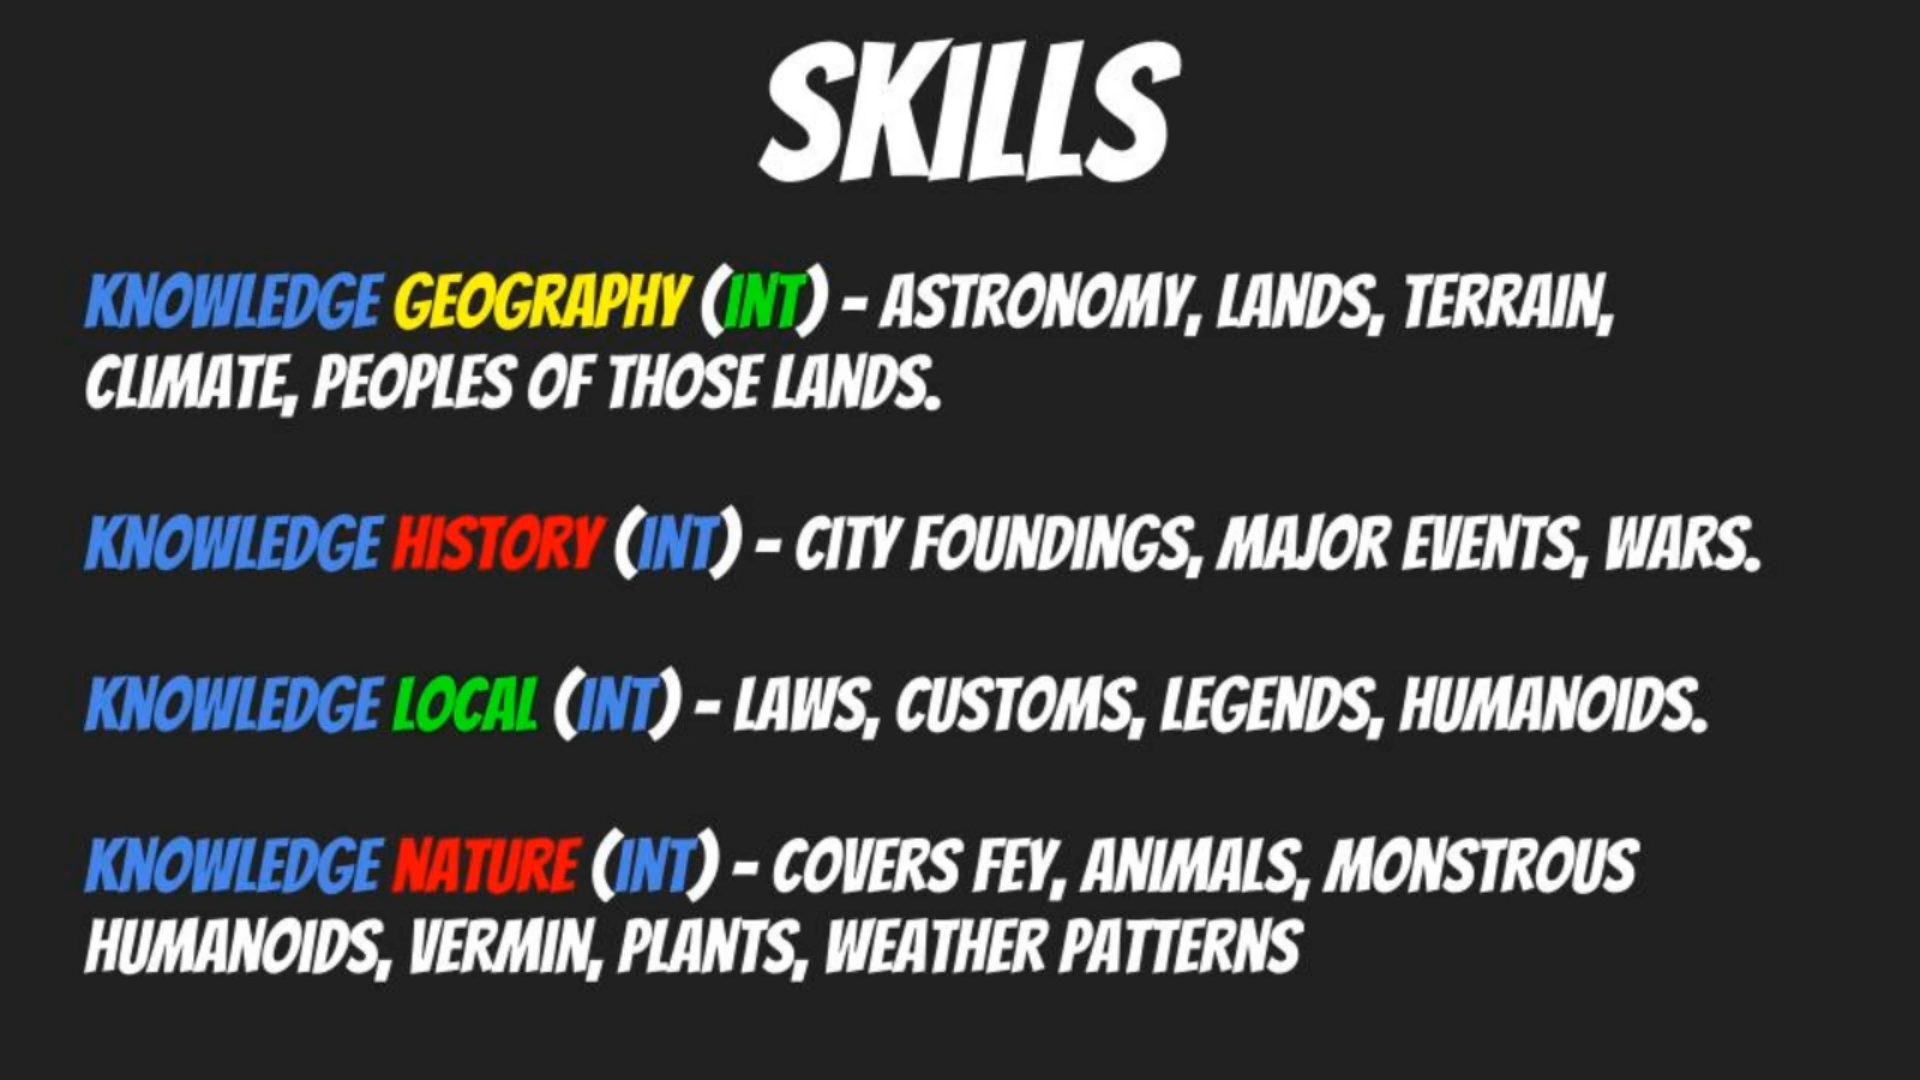 SKILLS
KNOWLEDGE GEOGRAPHY (INT) - ASTRONOMY, LANDS, TERRAIN,
CLIMATE, PEOPLES OF THOSE LANDS.
KNOWLEDGE HISTORY (INT) - CITY FOUNDINGS, MAJOR EVENTS, WARS.
KNOWLEDGE LOCAL (INT) - LAWS, CUSTOMS, LEGENDS, HUMANOIDS.
KNOWLEDGE NATURE (INT) - COVERS FEY, ANIMALS, MONSTROUS
HUMANOIDS, VERMIN, PLANTS, WEATHER PATTERNS